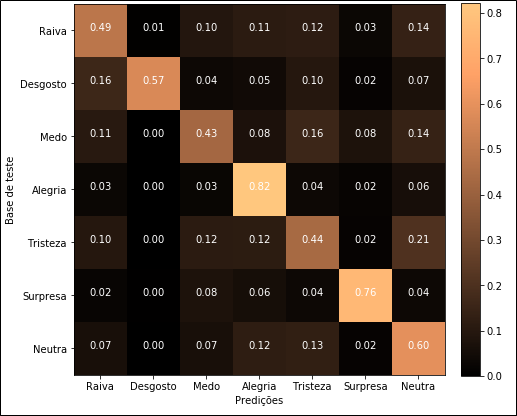 Base de teste
Raiva 0.49 0.01 0.10 0.11 0.12 0.03 0.14
Desgosto 0.16 0.57 0.04 0.05 0.10 0.02 0.07
Medo 0.11 0.00 0.43 0.08 0.16 0.08 0.14
Alegria 0.03 0.00 0.03 0.82 0.04 0.02 0.06
Tristeza 0.10 0.00 0.12 0.12 0.44 0.02 0.21
Surpresa 0.02 0.00 0.08 0.06 0.04 0.76 0.04
Neutra 0.07 0.00 0.07 0.12 0.13 0.02 0.60
Raiva Desgosto Medo Alegria Tristeza Surpresa Neutra
Predições
0.8
0.7
0.6
0.5
0.4
0.3
0.2
0.1
0.0